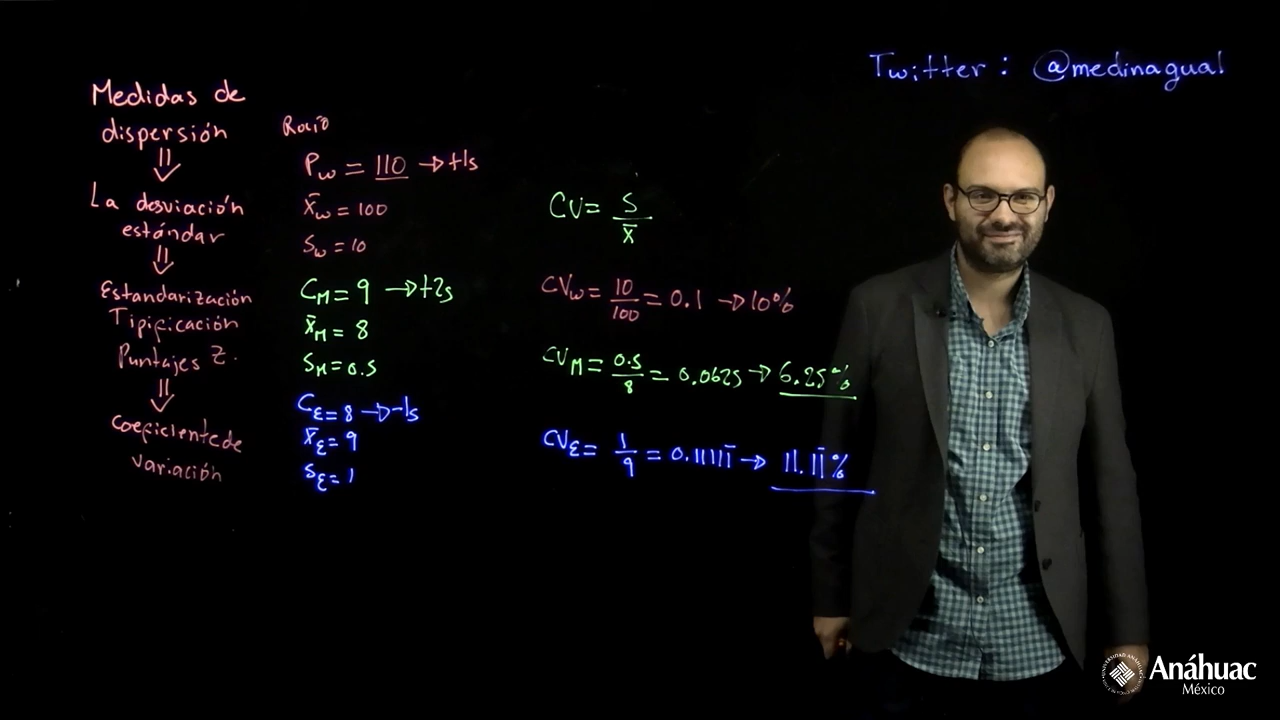 Medidas de
dispersión
⇓
La desviación
estándar
⇓
Estandarización
Tipificación
Puntajes Z.
⇓
Coeficiente de
variación
Rocío
Pw = 110 → +1s
X̄w = 100
Sw = 10
CM = 9 → +2s
X̄M = 8
SM = 0.5
CE = 8 → -1s
X̄E = 9
SE = 1
CV = S / X̄
CVw = 10/100 = 0.1 → 10%
CVM = 0.5/8 = 0.0625 → 6.25%
CVE = 1/9 = 0.11111̄ → 11.11̄%
Twitter: @medinagual
Anáhuac
México